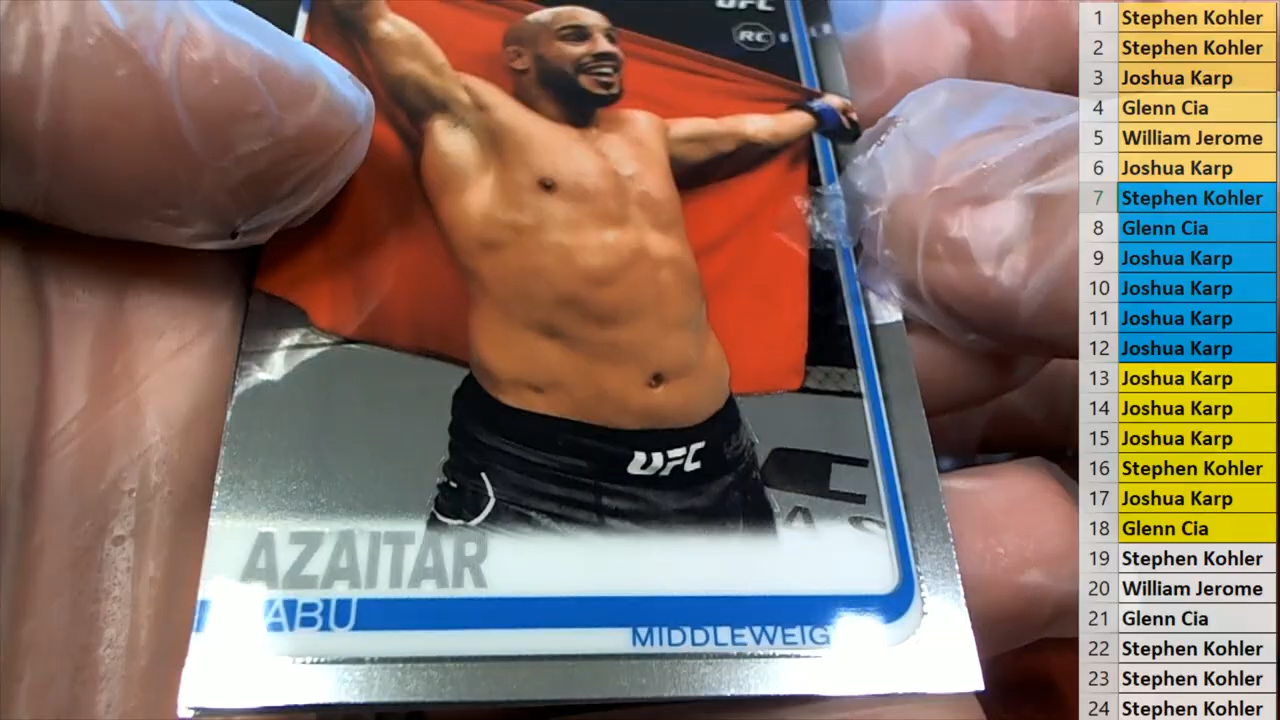 UFC
RC
UFC
AZAITAR
ABU
MIDDLEWEIG
1 Stephen Kohler
2 Stephen Kohler
3 Joshua Karp
4 Glenn Cia
5 William Jerome
6 Joshua Karp
7 Stephen Kohler
8 Glenn Cia
9 Joshua Karp
10 Joshua Karp
11 Joshua Karp
12 Joshua Karp
13 Joshua Karp
14 Joshua Karp
15 Joshua Karp
16 Stephen Kohler
17 Joshua Karp
18 Glenn Cia
19 Stephen Kohler
20 William Jerome
21 Glenn Cia
22 Stephen Kohler
23 Stephen Kohler
24 Stephen Kohler